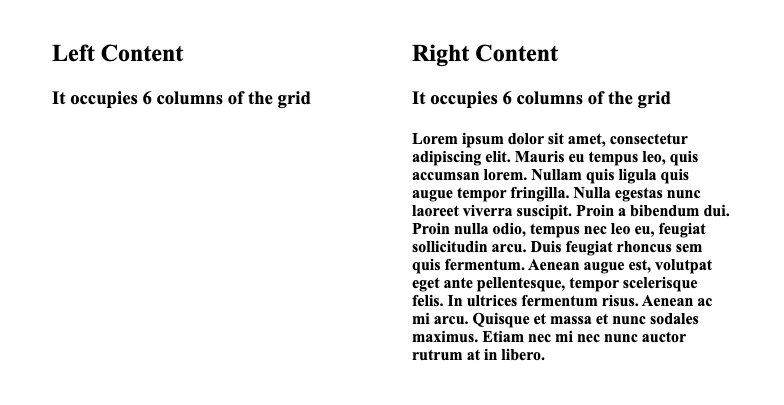 Left Content
It occupies 6 columns of the grid
Right Content
It occupies 6 columns of the grid
Lorem ipsum dolor sit amet, consectetur
adipiscing elit. Mauris eu tempus leo, quis
accumsan lorem. Nullam quis ligula quis
augue tempor fringilla. Nulla egestas nunc
laoreet viverra suscipit. Proin a bibendum dui.
Proin nulla odio, tempus nec leo eu, feugiat
sollicitudin arcu. Duis feugiat rhoncus sem
quis fermentum. Aenean augue est, volutpat
eget ante pellentesque, tempor scelerisque
felis. In ultrices fermentum risus. Aenean ac
mi arcu. Quisque et massa et nunc sodales
maximus. Etiam nec mi nec nunc auctor
rutrum at in libero.